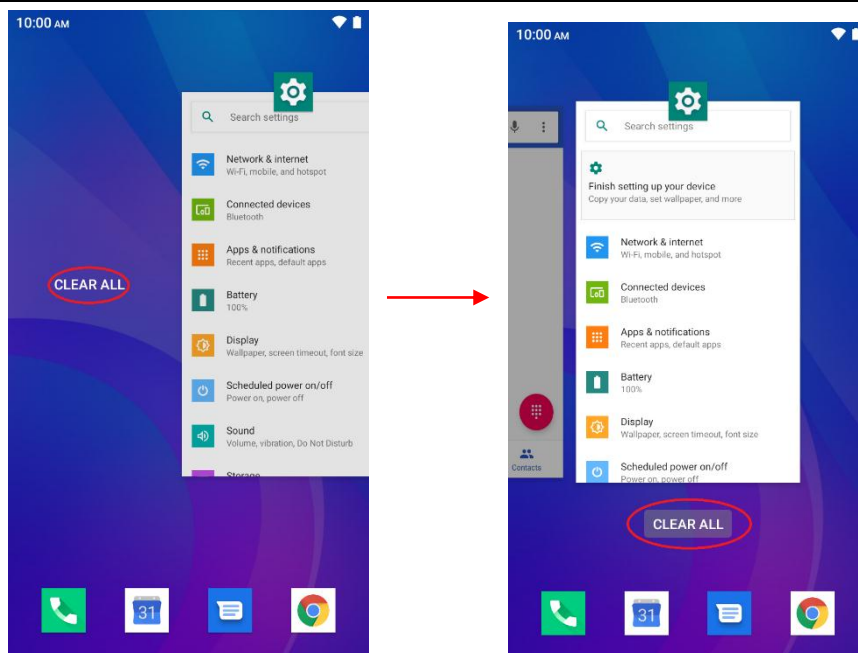 10:00 AM
Search settings
Network & internet
Wi-Fi, mobile, and hotspot
Connected devices
Bluetooth
Apps & notifications
Recent apps, default apps
CLEAR ALL
Battery
100%
Display
Wallpaper, screen timeout, font size
Scheduled power on/off
Power on, power off
Sound
Volume, vibration, Do Not Disturb
Storage
31
10:00 AM
Search settings
Finish setting up your device
Copy your data, set wallpaper, and more
Network & internet
Wi-Fi, mobile, and hotspot
Connected devices
Bluetooth
Apps & notifications
Recent apps, default apps
Battery
100%
Display
Wallpaper, screen timeout, font size
Contacts
Scheduled power on/off
Power on, power off
CLEAR ALL
31